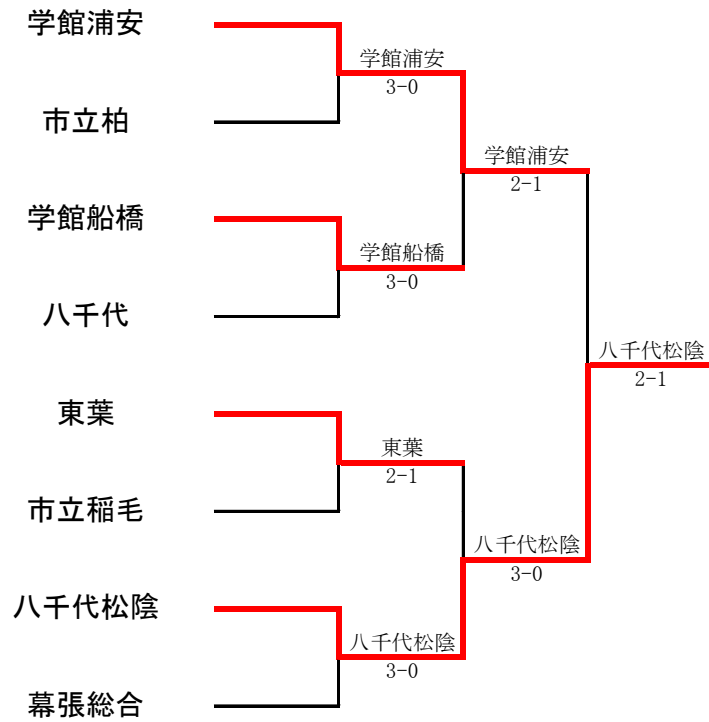 学館浦安
学館浦安
3-0
市立柏
学館浦安
2-1
学館船橋
学館船橋
3-0
八千代
八千代松陰
2-1
東葉
東葉
2-1
市立稲毛
八千代松陰
3-0
八千代松陰
八千代松陰
3-0
幕張総合